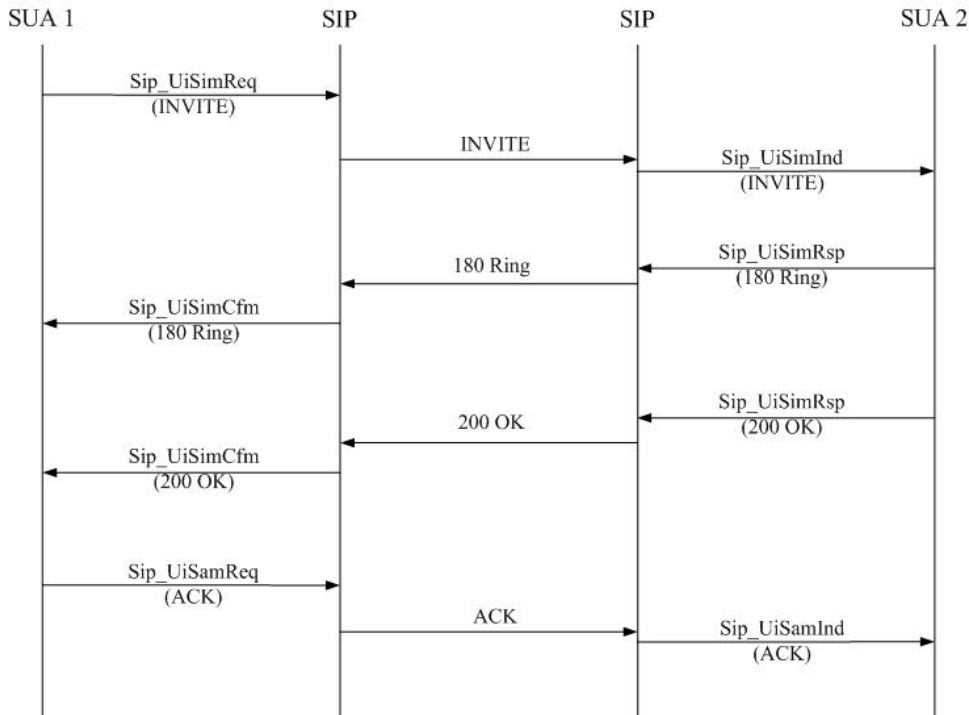 SUA 1 SIP SIP SUA 2
Sip_UiSimReq
(INVITE)
INVITE
Sip_UiSimInd
(INVITE)
Sip_UiSimRsp
(180 Ring)
180 Ring
Sip_UiSimCfm
(180 Ring)
Sip_UiSimRsp
(200 OK)
200 OK
Sip_UiSimCfm
(200 OK)
Sip_UiSamReq
(ACK)
ACK
Sip_UiSamInd
(ACK)